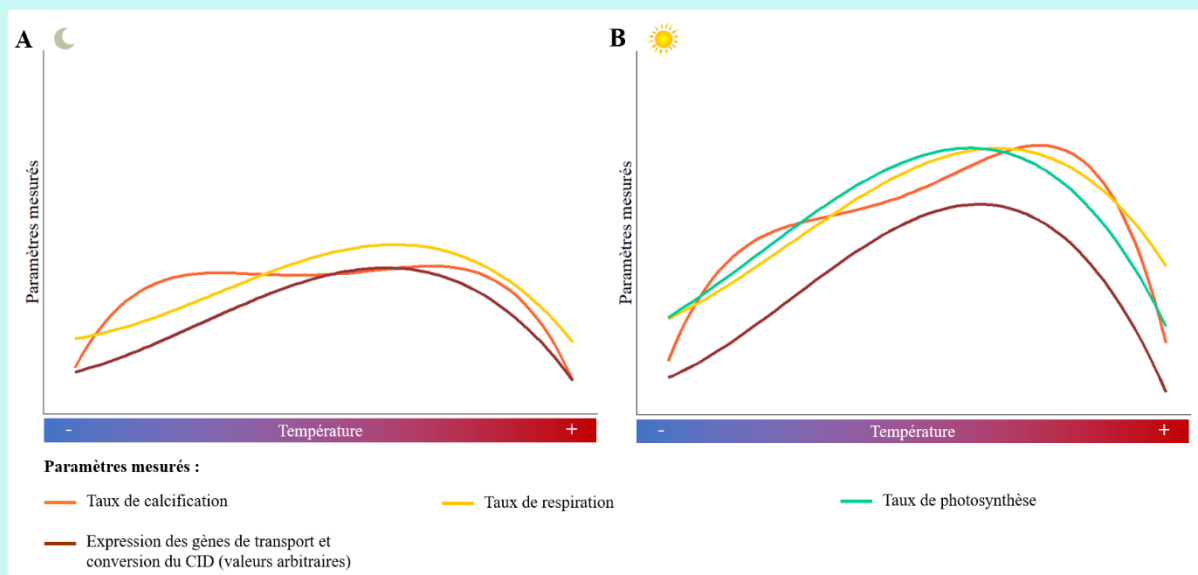 A
B
Paramètres mesurés
Paramètres mesurés
- Température +
- Température +
Paramètres mesurés :
Taux de calcification
Taux de respiration
Taux de photosynthèse
Expression des gènes de transport et
conversion du CID (valeurs arbitraires)